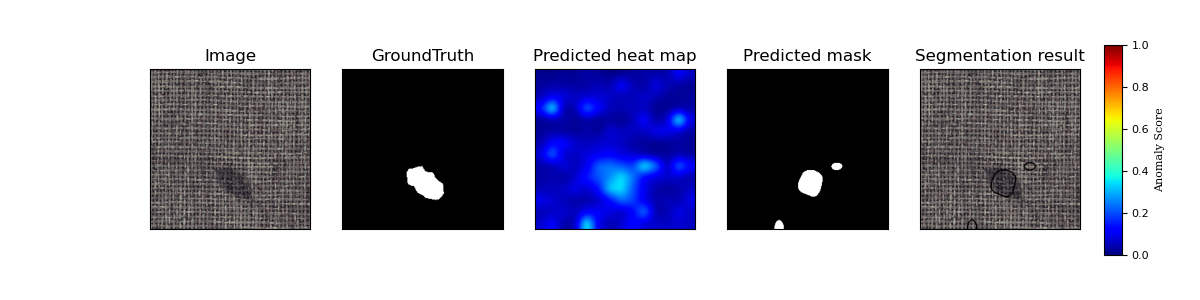 Image
GroundTruth
Predicted heat map
Predicted mask
Segmentation result
1.0
0.8
0.6
0.4
0.2
0.0
Anomaly Score